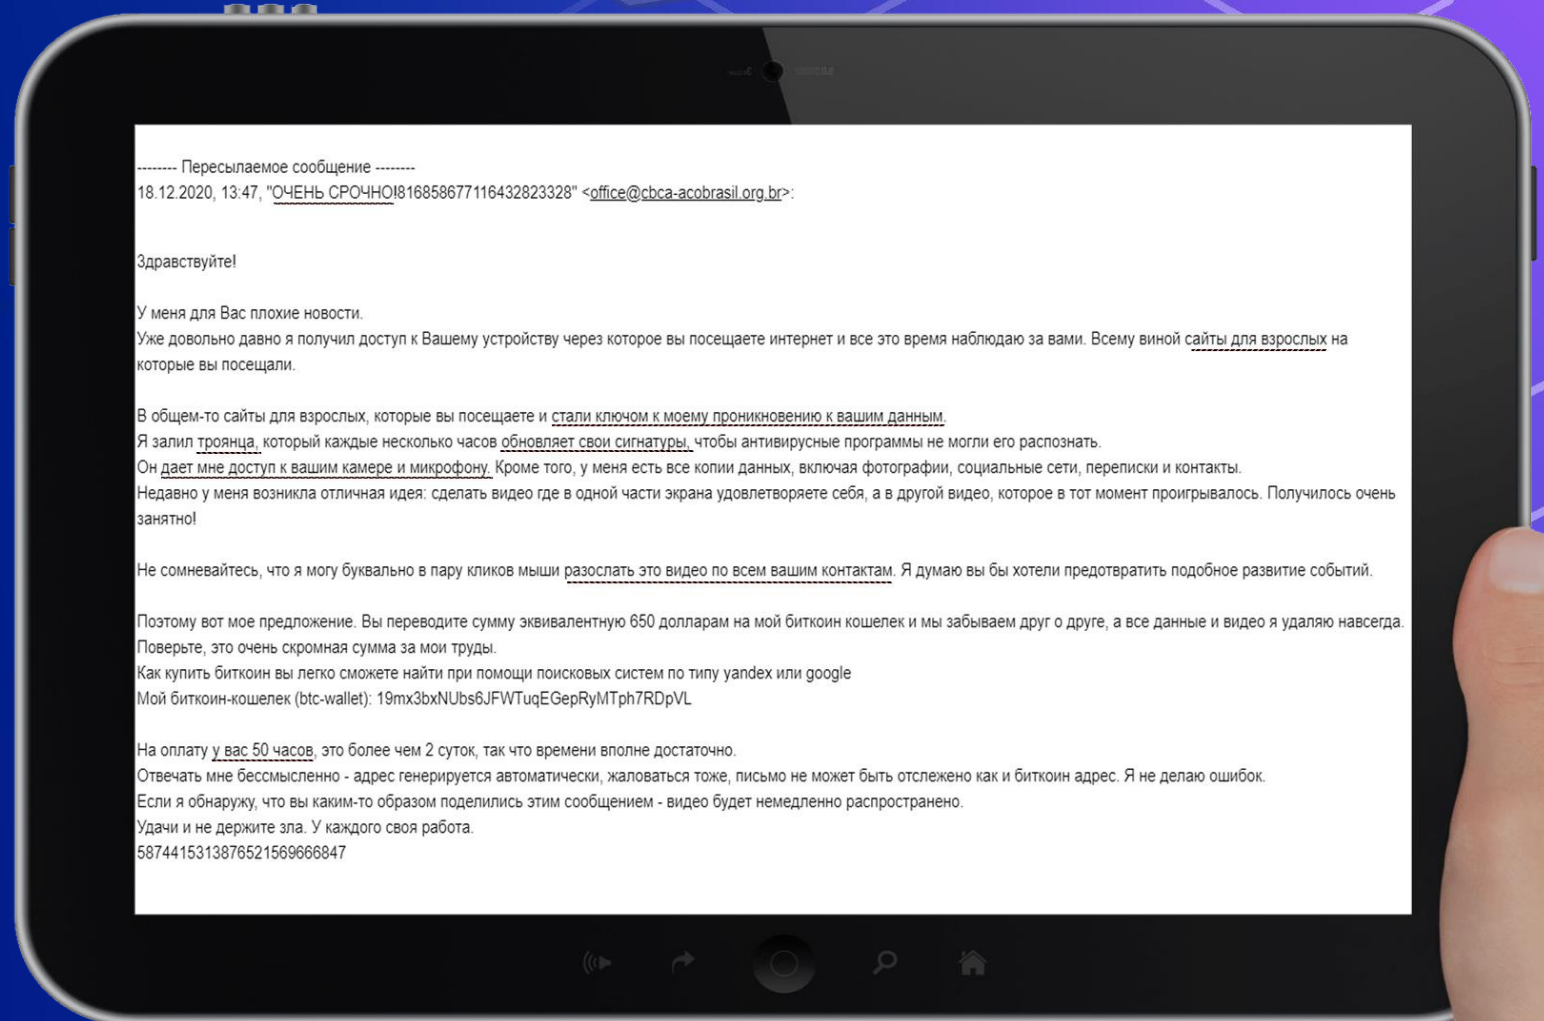 -------- Пересылаемое сообщение --------
18.12.2020, 13:47, "ОЧЕНЬ СРОЧНО!816858677116432823328" <office@cbca-acobrasil.org.br>:
Здравствуйте!
У меня для Вас плохие новости.
Уже довольно давно я получил доступ к Вашему устройству через которое вы посещаете интернет и все это время наблюдаю за вами. Всему виной сайты для взрослых на
которые вы посещали.
В общем-то сайты для взрослых, которые вы посещаете и стали ключом к моему проникновению к вашим данным.
Я залил троянца, который каждые несколько часов обновляет свои сигнатуры, чтобы антивирусные программы не могли его распознать.
Он дает мне доступ к вашим камере и микрофону. Кроме того, у меня есть все копии данных, включая фотографии, социальные сети, переписки и контакты.
Недавно у меня возникла отличная идея: сделать видео где в одной части экрана удовлетворяете себя, а в другой видео, которое в тот момент проигрывалось. Получилось очень
занятно!
Не сомневайтесь, что я могу буквально в пару кликов мыши разослать это видео по всем вашим контактам. Я думаю вы бы хотели предотвратить подобное развитие событий.
Поэтому вот мое предложение. Вы переводите сумму эквивалентную 650 долларам на мой биткоин кошелек и мы забываем друг о друге, а все данные и видео я удаляю навсегда.
Поверьте, это очень скромная сумма за мои труды.
Как купить биткоин вы легко сможете найти при помощи поисковых систем по типу yandex или google
Мой биткоин-кошелек (btc-wallet): 19mx3bxNUbs6JFWTuqEGepRyMTph7RDpVL
На оплату у вас 50 часов, это более чем 2 суток, так что времени вполне достаточно.
Отвечать мне бессмысленно - адрес генерируется автоматически, жаловаться тоже, письмо не может быть отслежено как и биткоин адрес. Я не делаю ошибок.
Если я обнаружу, что вы каким-то образом поделились этим сообщением - видео будет немедленно распространено.
Удачи и не держите зла. У каждого своя работа.
5874415313876521569666847